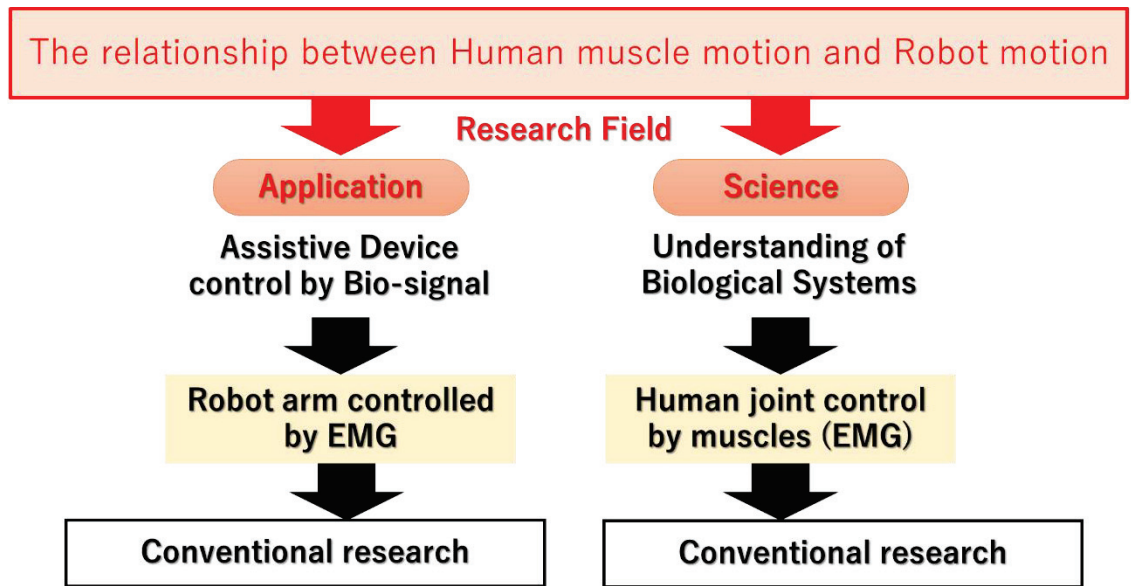 The relationship between Human muscle motion and Robot motion
Research Field
Application
Assistive Device
control by Bio-signal
Robot arm controlled
by EMG
Conventional research
Science
Understanding of
Biological Systems
Human joint control
by muscles (EMG)
Conventional research